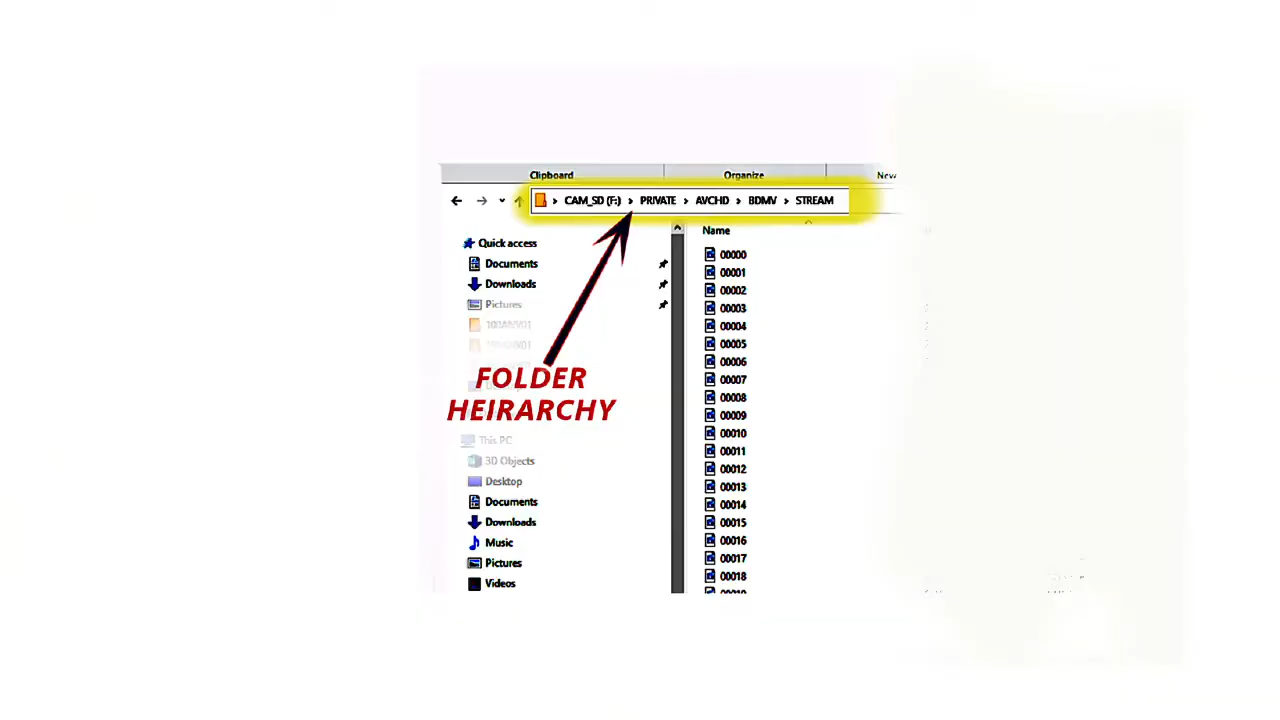 Clipboard
Organize
New
CAM_SD (F:) > PRIVATE > AVCHD > BDMV > STREAM
Name
Quick access
Documents
Downloads
Pictures
This PC
3D Objects
Desktop
Documents
Downloads
Music
Pictures
Videos
FOLDER
HEIRARCHY
00000
00001
00002
00003
00004
00005
00006
00007
00008
00009
00010
00011
00012
00013
00014
00015
00016
00017
00018